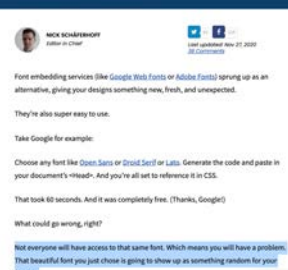 NICK SCHÄFERHOFF
Editor in Chief
Last updated: Nov 27, 2020
38 Comments
Font embedding services (like Google Web Fonts or Adobe Fonts) sprung up as an
alternative, giving your designs something new, fresh, and unexpected.
They're also super easy to use.
Take Google for example:
Choose any font like Open Sans or Droid Serif or Lato. Generate the code and paste in
your document's <Head>. And you're all set to reference it in CSS.
That took 60 seconds. And it was completely free. (Thanks, Google!)
What could go wrong, right?
Not everyone will have access to that same font. Which means you will have a problem.
That beautiful font you just chose is going to show up as something random for your